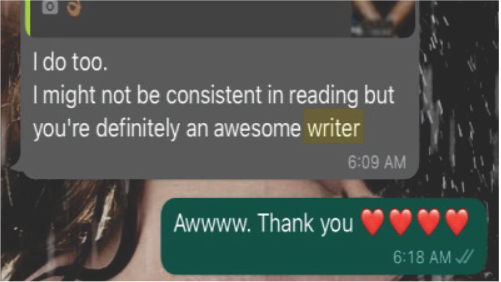 I do too.
I might not be consistent in reading but
you're definitely an awesome writer
6:09 AM
Awwww. Thank you ❤️❤️❤️❤️
6:18 AM